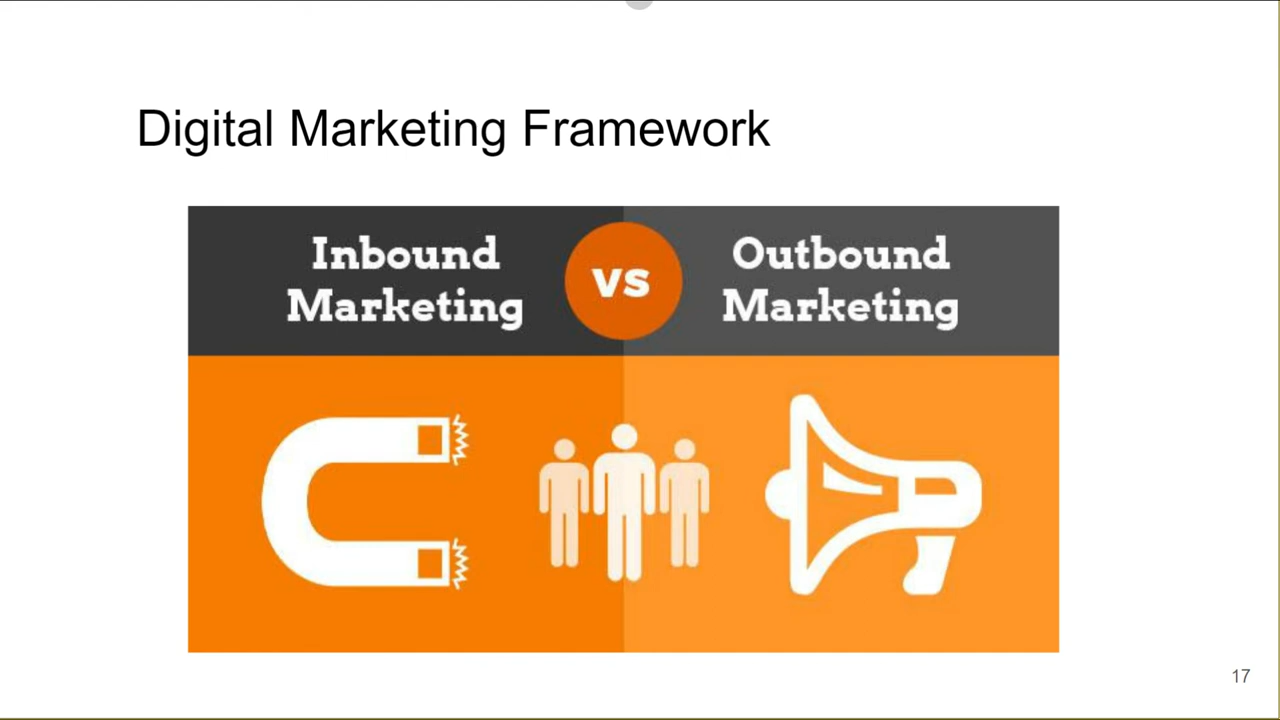 Digital Marketing Framework
Inbound
Marketing
vs
Outbound
Marketing
17